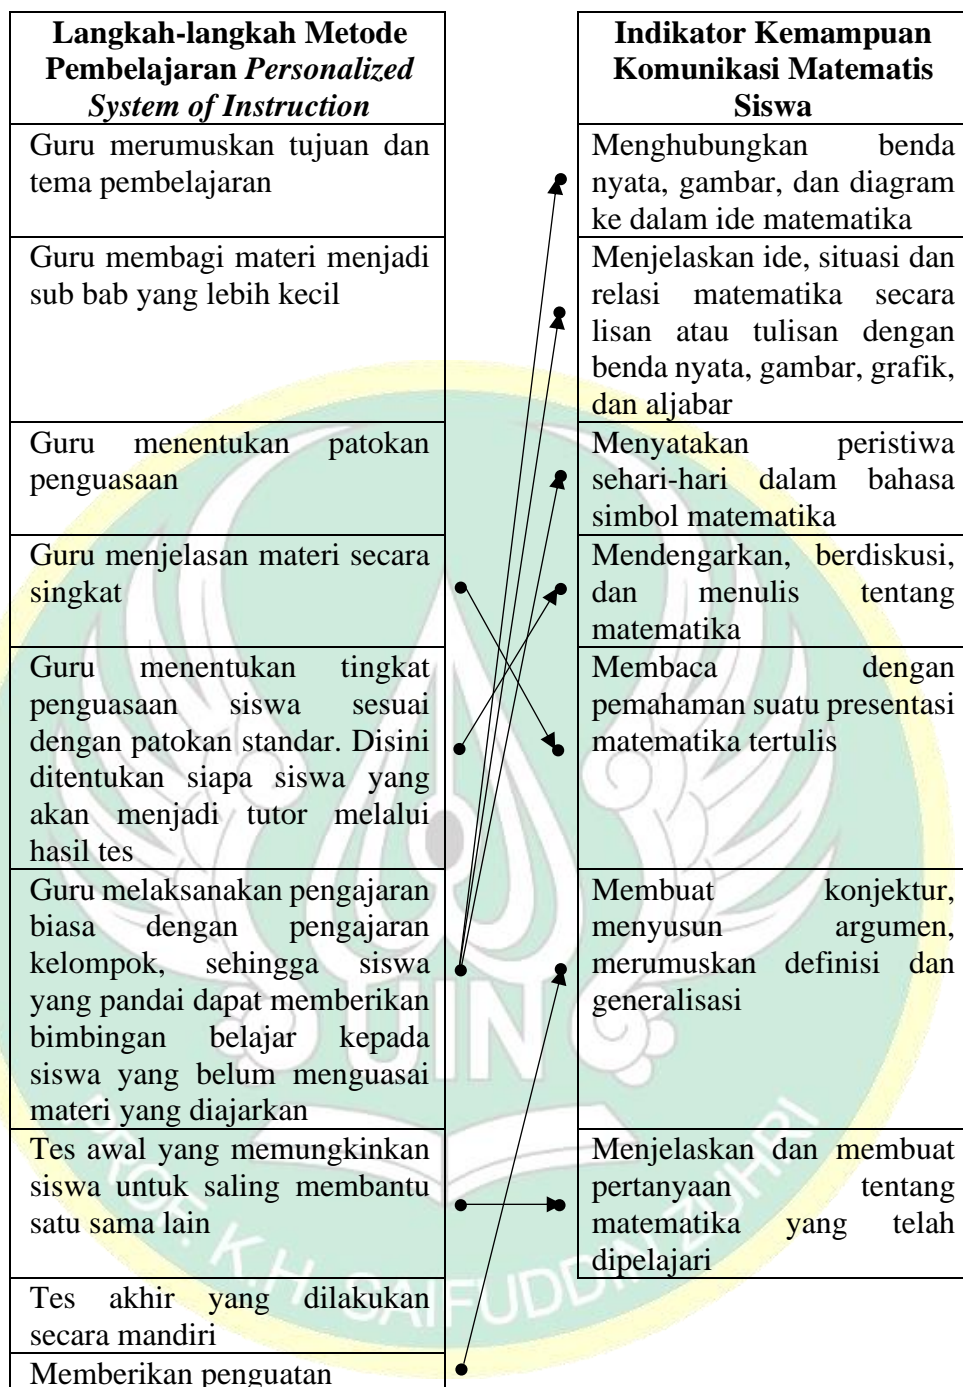 Langkah-langkah Metode
Pembelajaran Personalized
System of Instruction
Guru merumuskan tujuan dan
tema pembelajaran
Guru membagi materi menjadi
sub bab yang lebih kecil
Guru menentukan patokan
penguasaan
Guru menjelasan materi secara
singkat
Guru menentukan tingkat
penguasaan siswa sesuai
dengan patokan standar. Disini
ditentukan siapa siswa yang
akan menjadi tutor melalui
hasil tes
Guru melaksanakan pengajaran
biasa dengan pengajaran
kelompok, sehingga siswa
yang pandai dapat memberikan
bimbingan belajar kepada
siswa yang belum menguasai
materi yang diajarkan
Tes awal yang memungkinkan
siswa untuk saling membantu
satu sama lain
Tes akhir yang dilakukan
secara mandiri
Memberikan penguatan
Indikator Kemampuan
Komunikasi Matematis
Siswa
Menghubungkan benda
nyata, gambar, dan diagram
ke dalam ide matematika
Menjelaskan ide, situasi dan
relasi matematika secara
lisan atau tulisan dengan
benda nyata, gambar, grafik,
dan aljabar
Menyatakan peristiwa
sehari-hari dalam bahasa
simbol matematika
Mendengarkan, berdiskusi,
dan menulis tentang
matematika
Membaca dengan
pemahaman suatu presentasi
matematika tertulis
Membuat konjektur,
menyusun argumen,
merumuskan definisi dan
generalisasi
Menjelaskan dan membuat
pertanyaan tentang
matematika yang telah
dipelajari
UIN
PROF. K.H. SAIFUDDIN ZUHRI